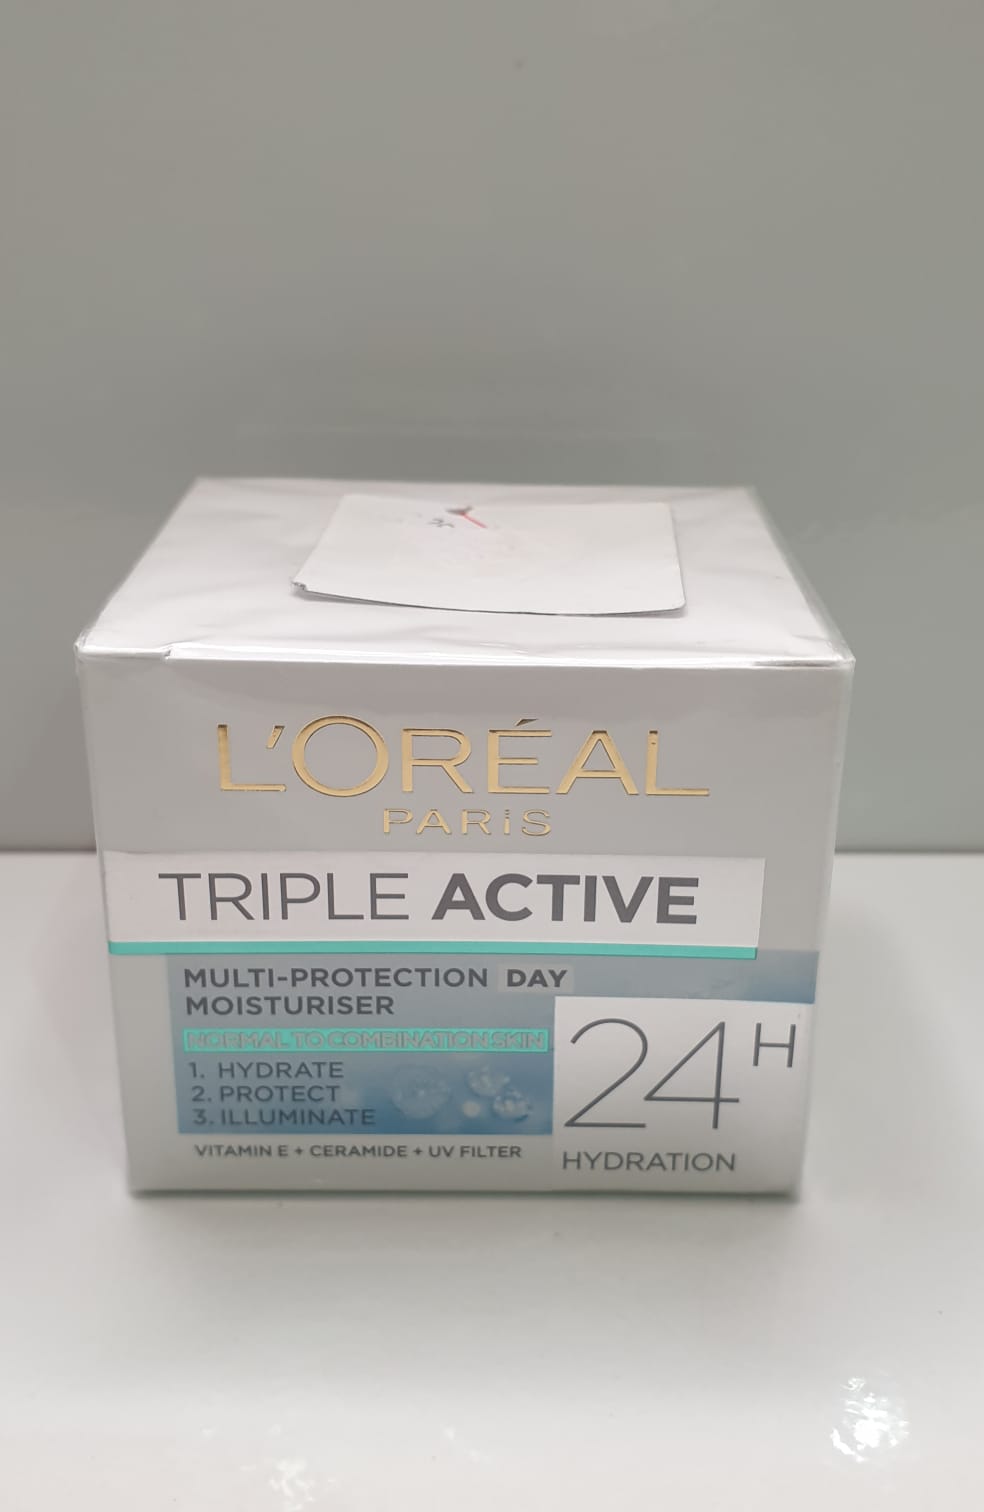 L'ORÉAL
PARiS
TRIPLE ACTIVE
MULTI-PROTECTION DAY
MOISTURISER
NORMAL TO COMBINATION SKIN
1. HYDRATE
2. PROTECT
3. ILLUMINATE
VITAMIN E + CERAMIDE + UV FILTER
24H
HYDRATION